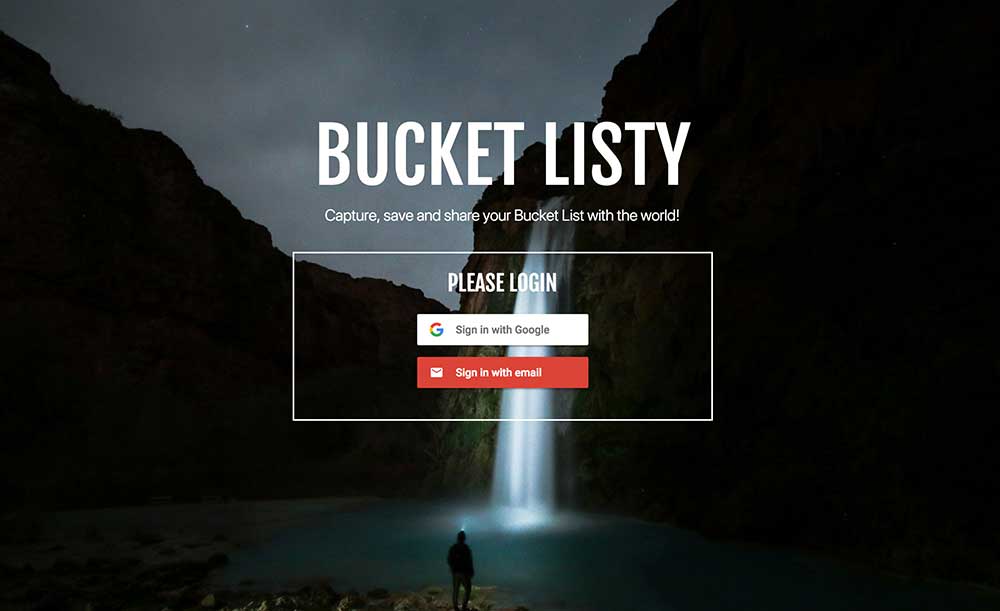 BUCKET LISTY
Capture, save and share your Bucket List with the world!
PLEASE LOGIN
Sign in with Google
Sign in with email